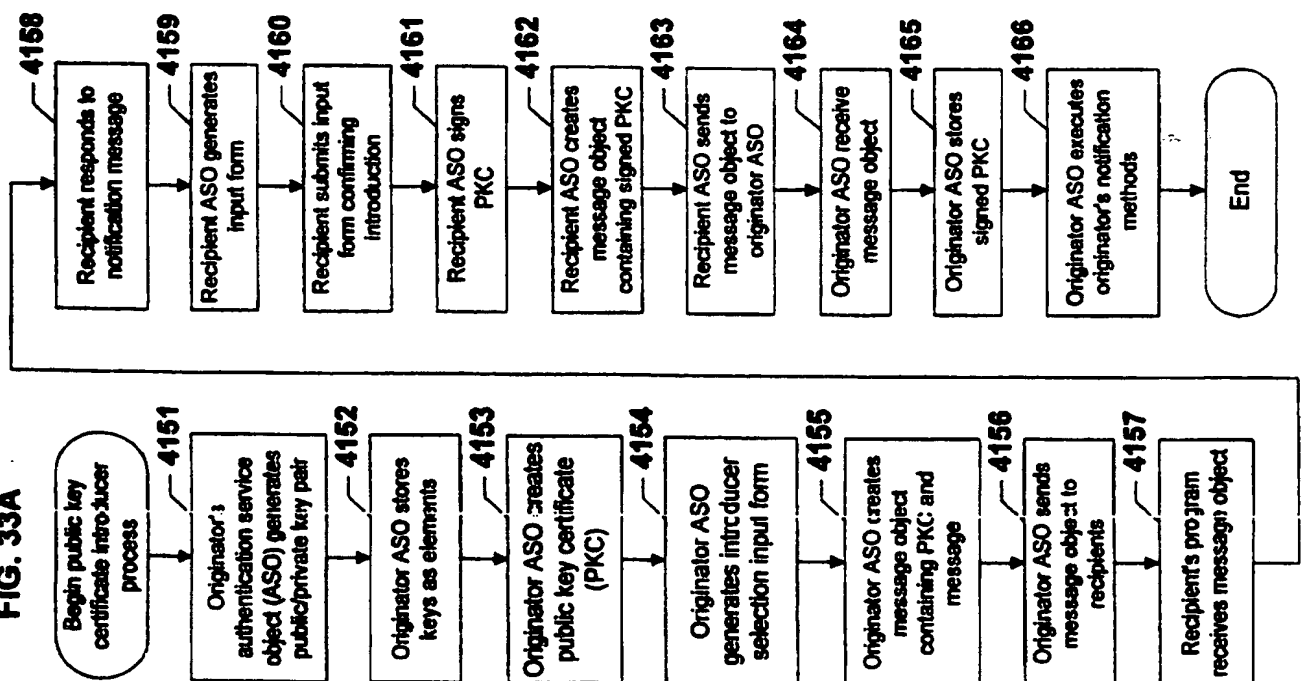 FIG. 33A
Begin public key
certificate introducer
process
4151
Originator's
authentication service
object (ASO) generates
public/private key pair
4152
Originator ASO stores
keys as elements
4153
Originator ASO creates
public key certificate
(PKC)
4154
Originator ASO
generates introducer
selection input form
4155
Originator ASO creates
message object
containing PKC and
message
4156
Originator ASO sends
message object to
recipients
4157
Recipient's program
receives message object
4158
Recipient responds to
notification message
4159
Recipient ASO generates
input form
4160
Recipient submits input
form confirming
introduction
4161
Recipient ASO signs
PKC
4162
Recipient ASO creates
message object
containing signed PKC
4163
Recipient ASO sends
message object to
originator ASO
4164
Originator ASO receive
message object
4165
Originator ASO stores
signed PKC
4166
Originator ASO executes
originator's notification
methods
End